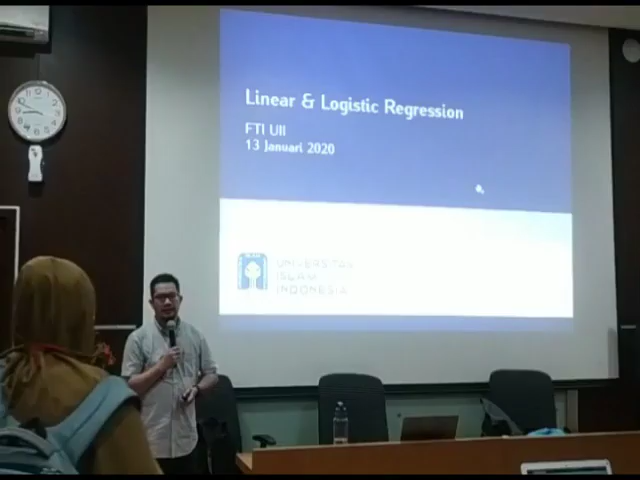 Linear & Logistic Regression
FTI UII
13 Januari 2020
UNIVERSITAS
ISLAM
INDONESIA